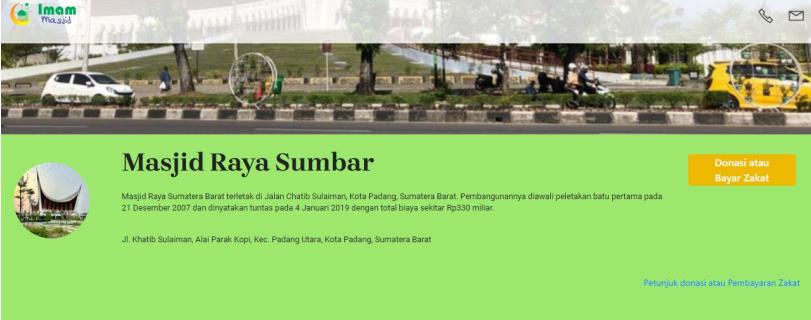 Imam
Masjid
Masjid Raya Sumbar
Donasi atau
Bayar Zakat
Masjid Raya Sumatera Barat terletak di Jalan Chatib Sulaiman, Kota Padang, Sumatera Barat. Pembangunannya diawali peletakan batu pertama pada
21 Desember 2007 dan dinyatakan tuntas pada 4 Januari 2019 dengan total biaya sekitar Rp330 miliar.
Jl. Khatib Sulaiman, Alai Parak Kopi, Kec. Padang Utara, Kota Padang, Sumatera Barat
Petunjuk donasi atau Pembayaran Zakat